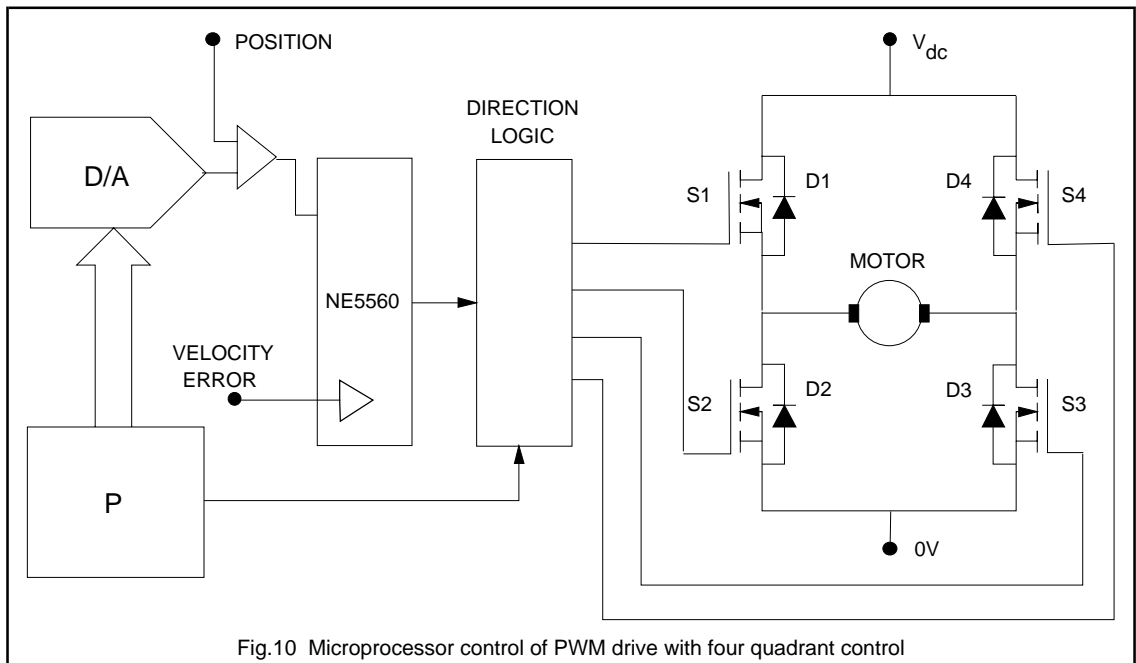 POSITION
V dc
DIRECTION
LOGIC
D/A
S1
D1
D4
S4
MOTOR
NE5560
VELOCITY
ERROR
S2
D2
D3
S3
P
0V
Fig.10 Microprocessor control of PWM drive with four quadrant control